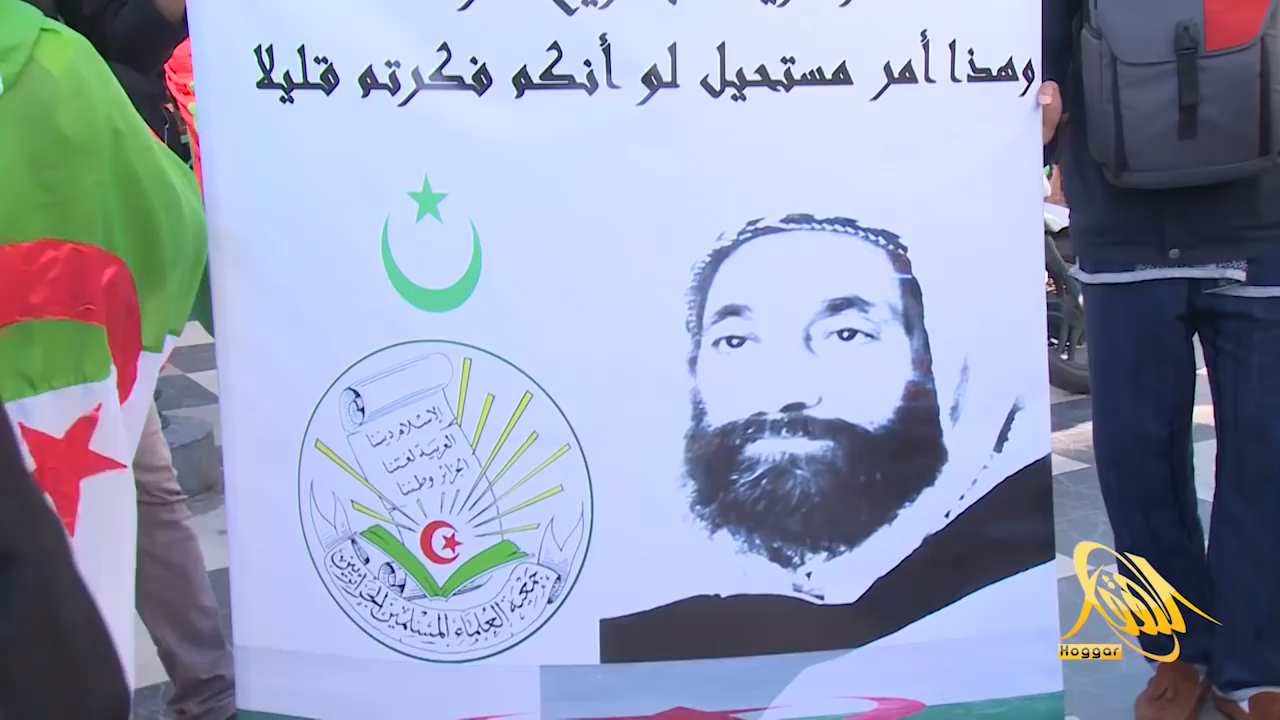 وهذا أمر مستحيل لو أنكم فكرتم قليلا
الإسلام ديننا
العربية لغتنا
الجزائر وطننا
جمعية العلماء المسلمين الجزائريين
Hoggar